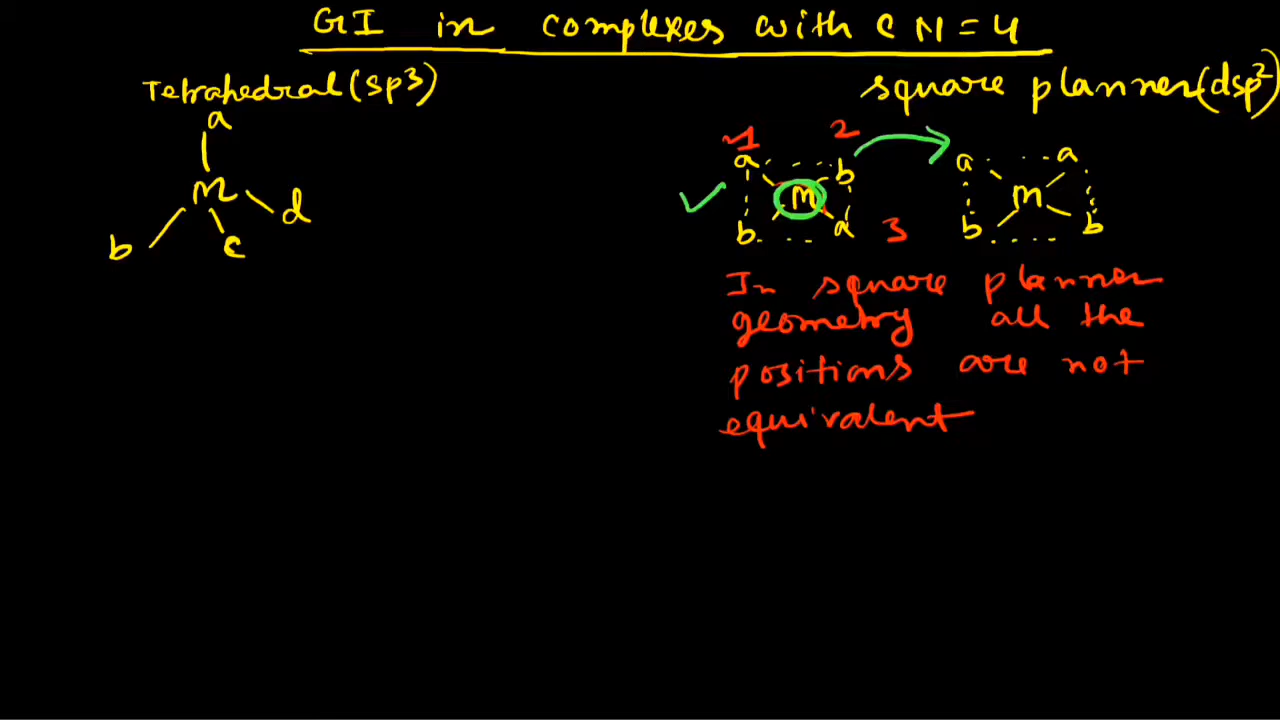 GI in complexes with CN=4
Tetrahedral (sp3)
a
M
b c d
square planner (dsp2)
1 2
a b
M
b a 3
a a
M
b b
In square planner
geometry all the
positions are not
equivalent